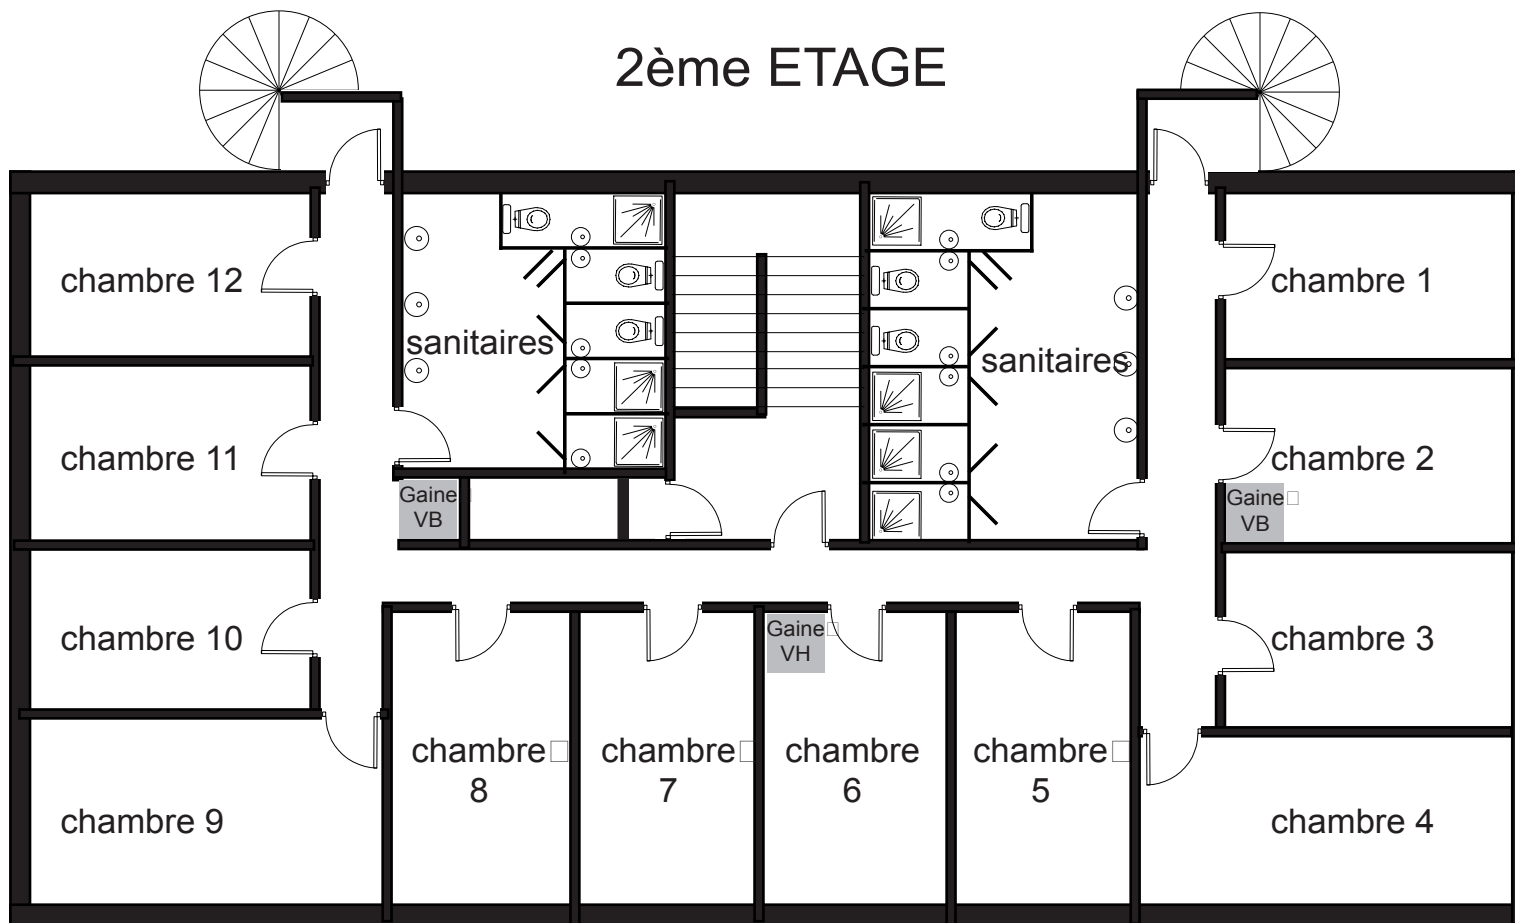 2ème ETAGE
chambre 12
chambre 1
sanitaires
sanitaires
chambre 11
chambre 2
Gaine
VB
Gaine
VB
chambre 10
Gaine
VH
chambre 3
chambre
8
chambre
7
chambre
6
chambre
5
chambre 9
chambre 4